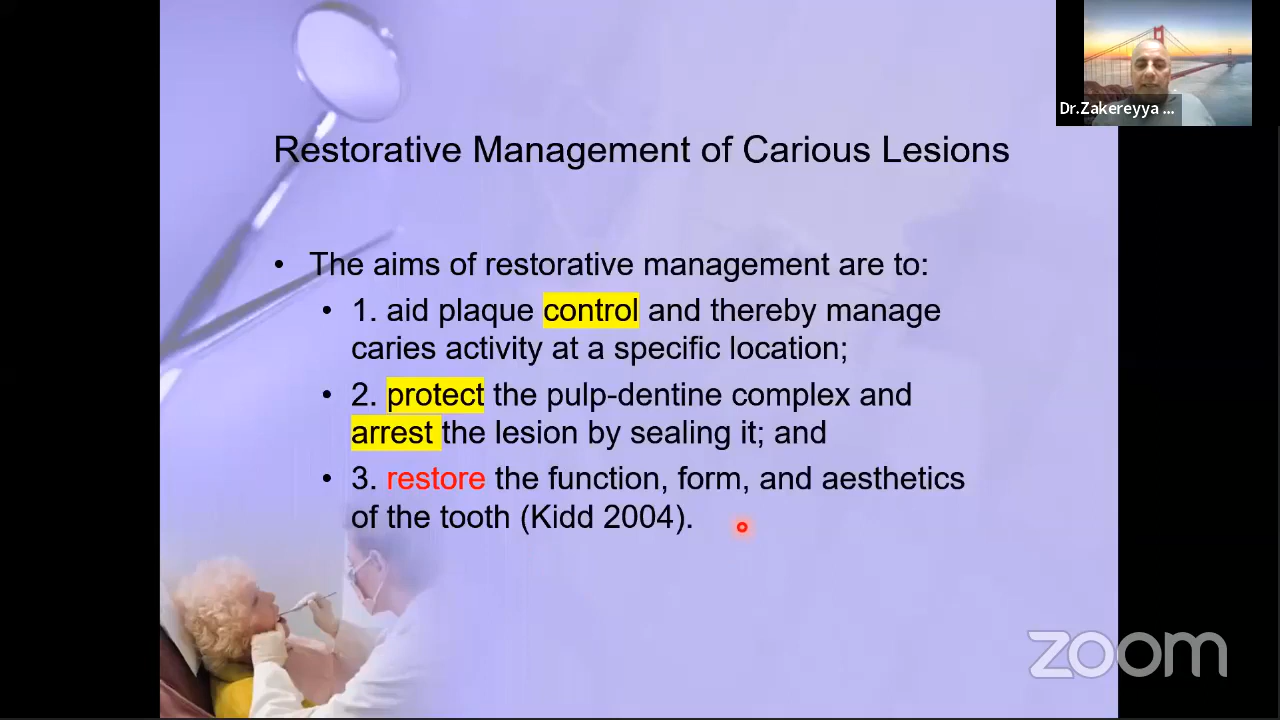 Dr.Zakereyya ...
Restorative Management of Carious Lesions
• The aims of restorative management are to:
• 1. aid plaque control and thereby manage
caries activity at a specific location;
• 2. protect the pulp-dentine complex and
arrest the lesion by sealing it; and
• 3. restore the function, form, and aesthetics
of the tooth (Kidd 2004).
zoom